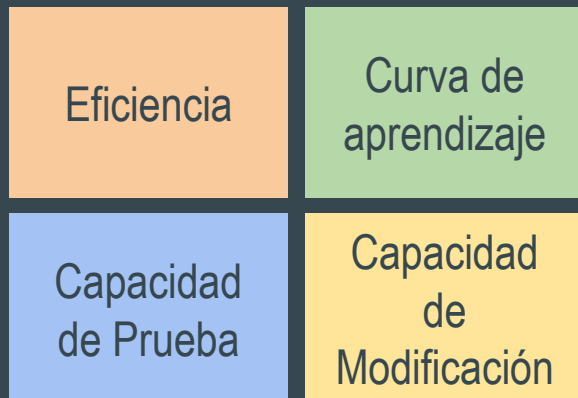 Eficiencia
Curva de
aprendizaje
Capacidad
de Prueba
Capacidad
de
Modificación